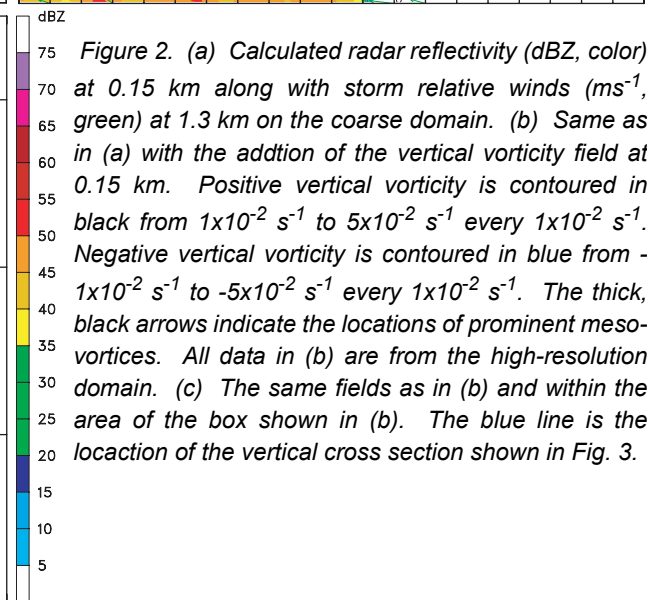 dBZ
75
70
65
60
55
50
45
40
35
30
25
20
15
10
5
Figure 2. (a) Calculated radar reflectivity (dBZ, color)
at 0.15 km along with storm relative winds (ms-1,
green) at 1.3 km on the coarse domain. (b) Same as
in (a) with the addtion of the vertical vorticity field at
0.15 km. Positive vertical vorticity is contoured in
black from 1x10-2 s-1 to 5x10-2 s-1 every 1x10-2 s-1.
Negative vertical vorticity is contoured in blue from -
1x10-2 s-1 to -5x10-2 s-1 every 1x10-2 s-1. The thick,
black arrows indicate the locations of prominent meso-
vortices. All data in (b) are from the high-resolution
domain. (c) The same fields as in (b) and within the
area of the box shown in (b). The blue line is the
locaction of the vertical cross section shown in Fig. 3.